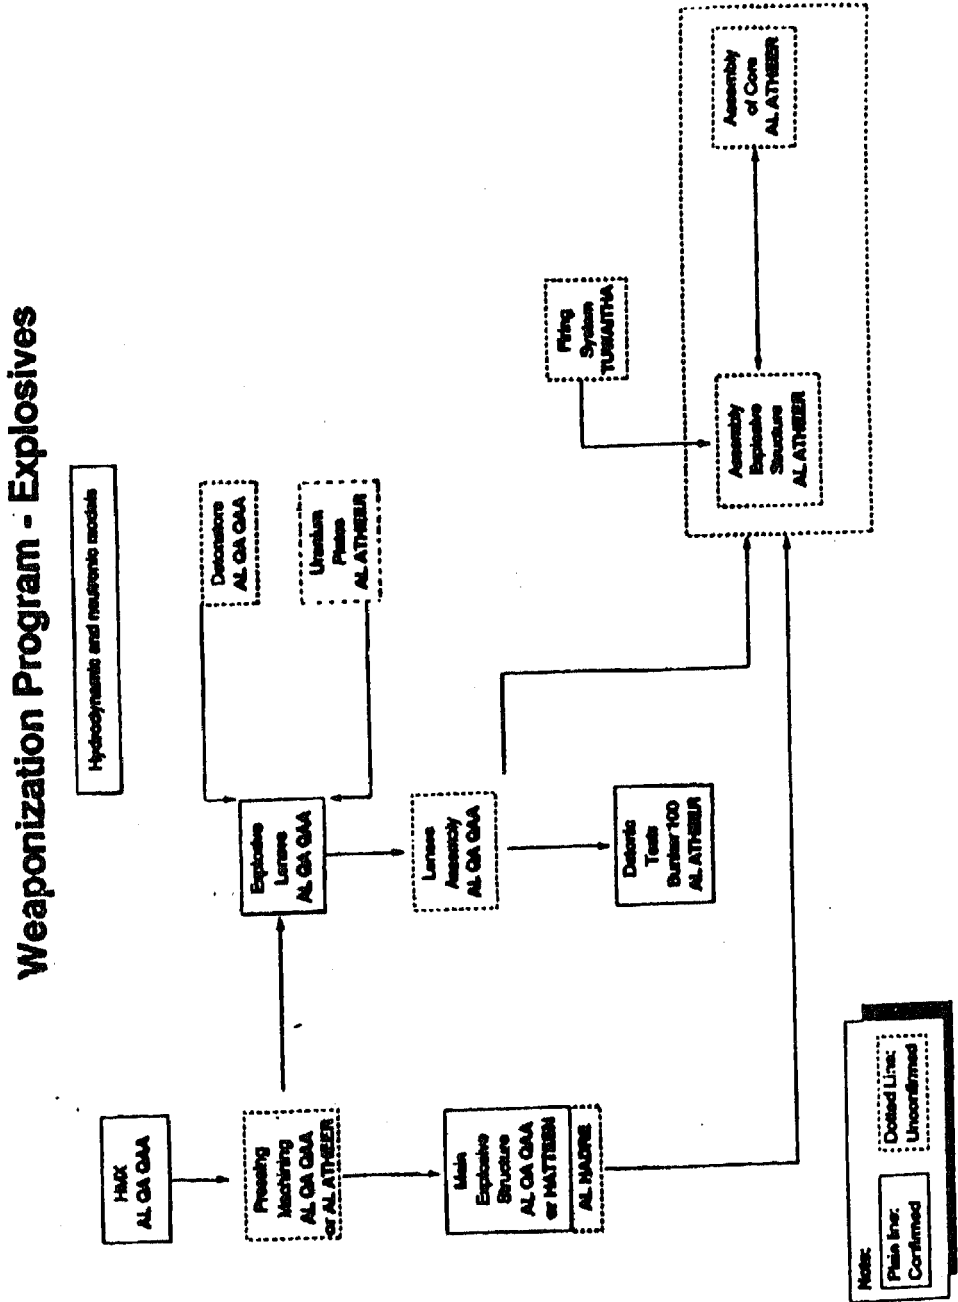 Weaponization Program - Explosives
Hydrodynamic and neutronic models
HMX
AL QA QAA
Pressing
Machining
AL QA QAA
or AL ATHEER
Main
Explosive
Structure
AL QA QAA
or HATTEEN
AL HADRE
Explosive
Lenses
AL QA QAA
Detonators
AL QA QAA
Uranium
AL ATHEER
Lenses
Assembly
AL QA QAA
Detonic
Tests
Bunker 100
AL ATHEER
Firing
System
TUWAITHA
Assembly
Explosive
Structure
AL ATHEER
Assembly
of Core
AL ATHEER
Note:
Plain line:
Confirmed
Dotted Line:
Unconfirmed